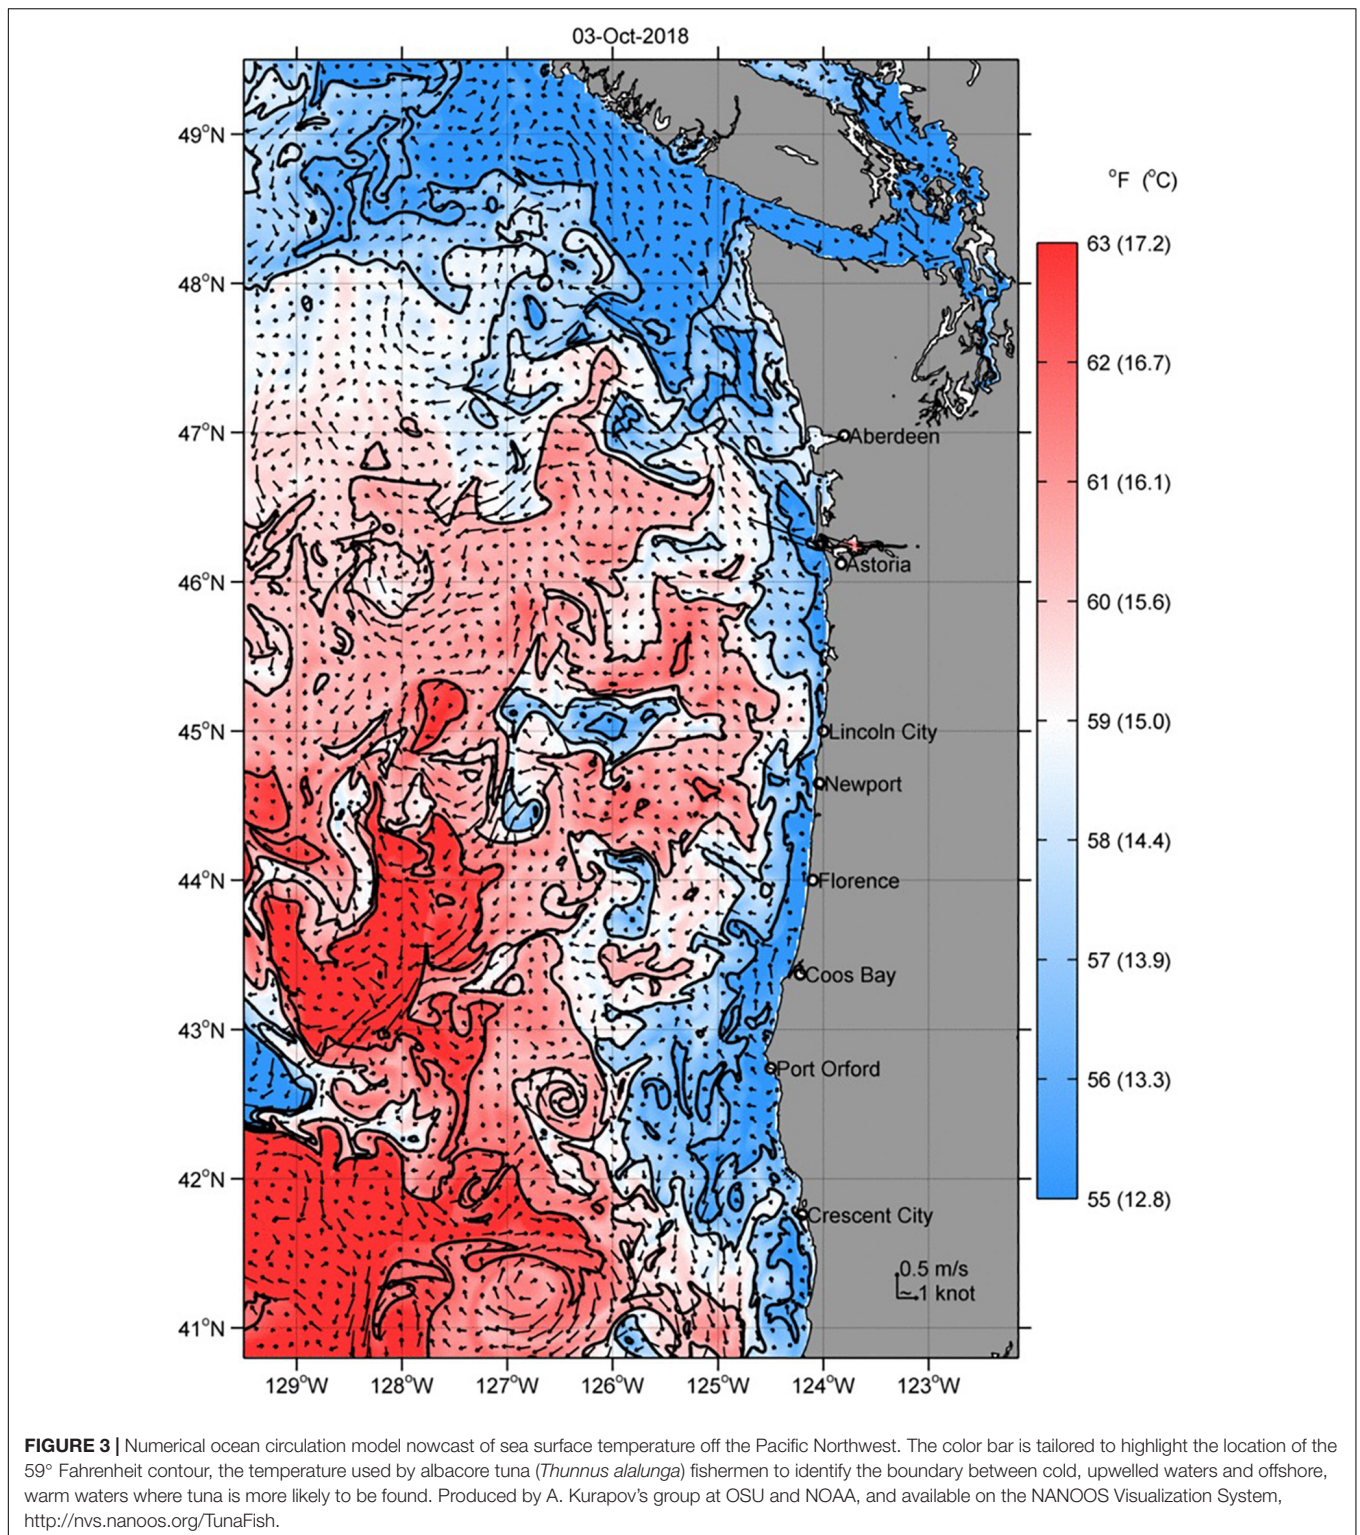 03-Oct-2018
49°N
48°N
47°N
46°N
45°N
44°N
43°N
42°N
41°N
129°W 128°W 127°W 126°W 125°W 124°W 123°W
Aberdeen
Astoria
Lincoln City
Newport
Florence
Coos Bay
Port Orford
Crescent City
0.5 m/s
~1 knot
°F (°C)
63 (17.2)
62 (16.7)
61 (16.1)
60 (15.6)
59 (15.0)
58 (14.4)
57 (13.9)
56 (13.3)
55 (12.8)
FIGURE 3 | Numerical ocean circulation model nowcast of sea surface temperature off the Pacific Northwest. The color bar is tailored to highlight the location of the
59° Fahrenheit contour, the temperature used by albacore tuna (Thunnus alalunga) fishermen to identify the boundary between cold, upwelled waters and offshore,
warm waters where tuna is more likely to be found. Produced by A. Kurapov's group at OSU and NOAA, and available on the NANOOS Visualization System,
http://nvs.nanoos.org/TunaFish.